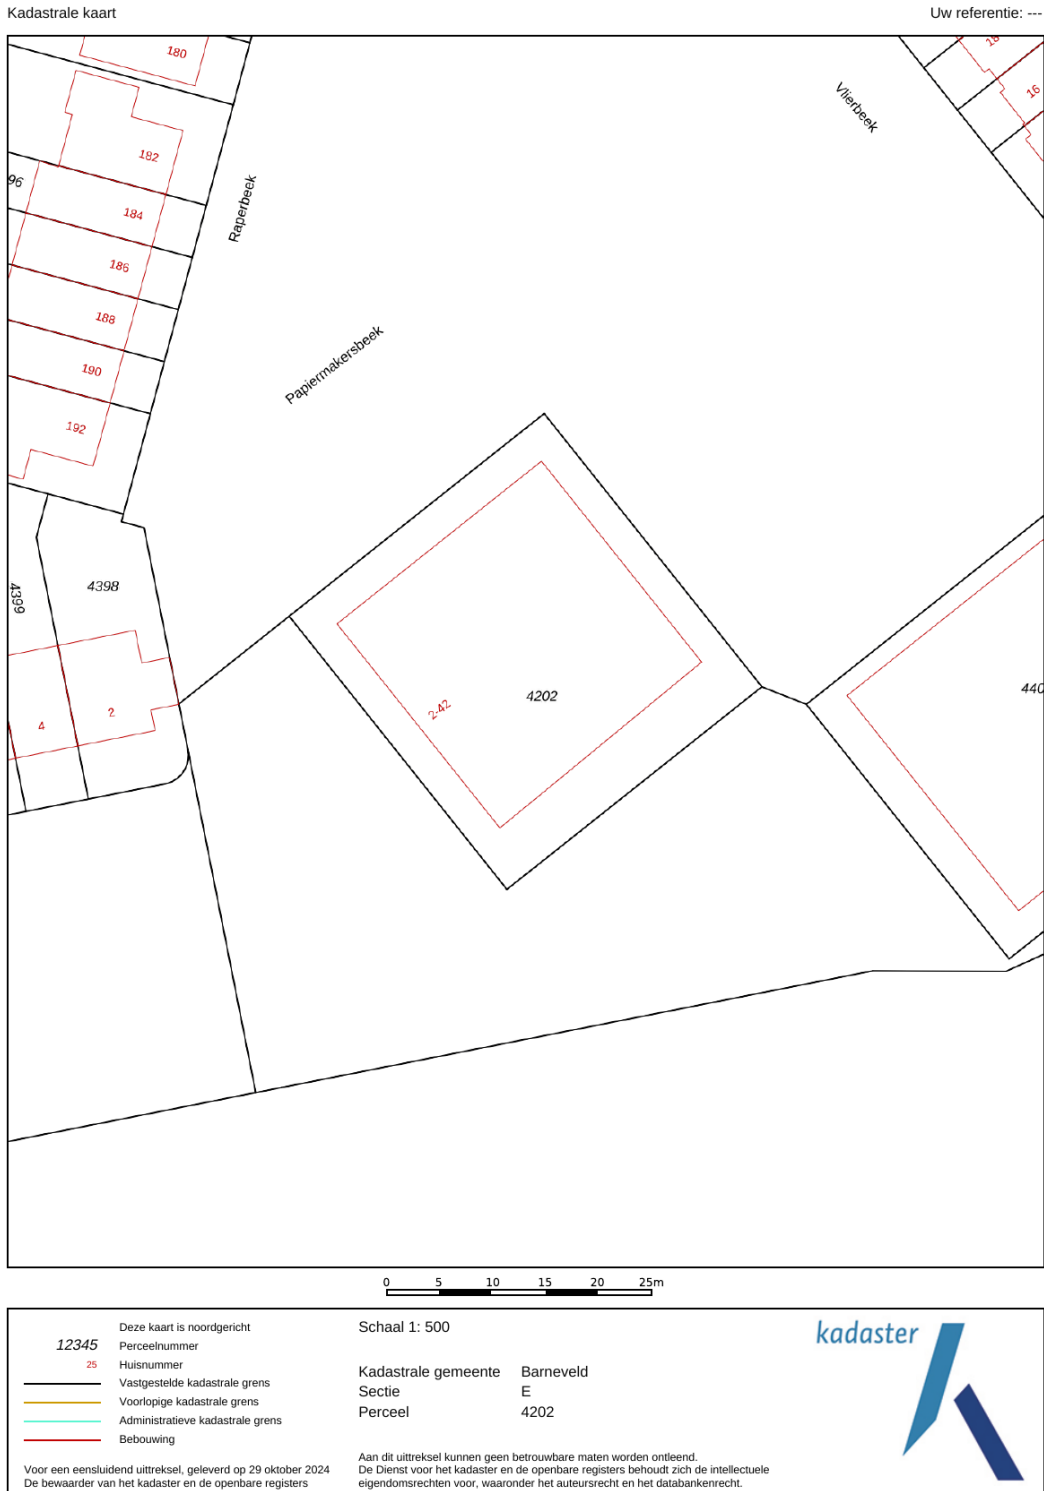 Kadastrale kaart
Uw referentie: ---
180
18
16
Vlierbeek
182
96
184
Raperbeek
186
188
Papiermakersbeek
190
192
4399
4398
4202
440
2-42
2
4
0 5 10 15 20 25m
Deze kaart is noordgericht
12345 Perceelnummer
25 Huisnummer
Vastgestelde kadastrale grens
Voorlopige kadastrale grens
Administratieve kadastrale grens
Bebouwing
Voor een eensluidend uittreksel, geleverd op 29 oktober 2024
De bewaarder van het kadaster en de openbare registers
Schaal 1: 500
Kadastrale gemeente Barneveld
Sectie E
Perceel 4202
Aan dit uittreksel kunnen geen betrouwbare maten worden ontleend.
De Dienst voor het kadaster en de openbare registers behoudt zich de intellectuele
eigendomsrechten voor, waaronder het auteursrecht en het databankenrecht.
kadaster